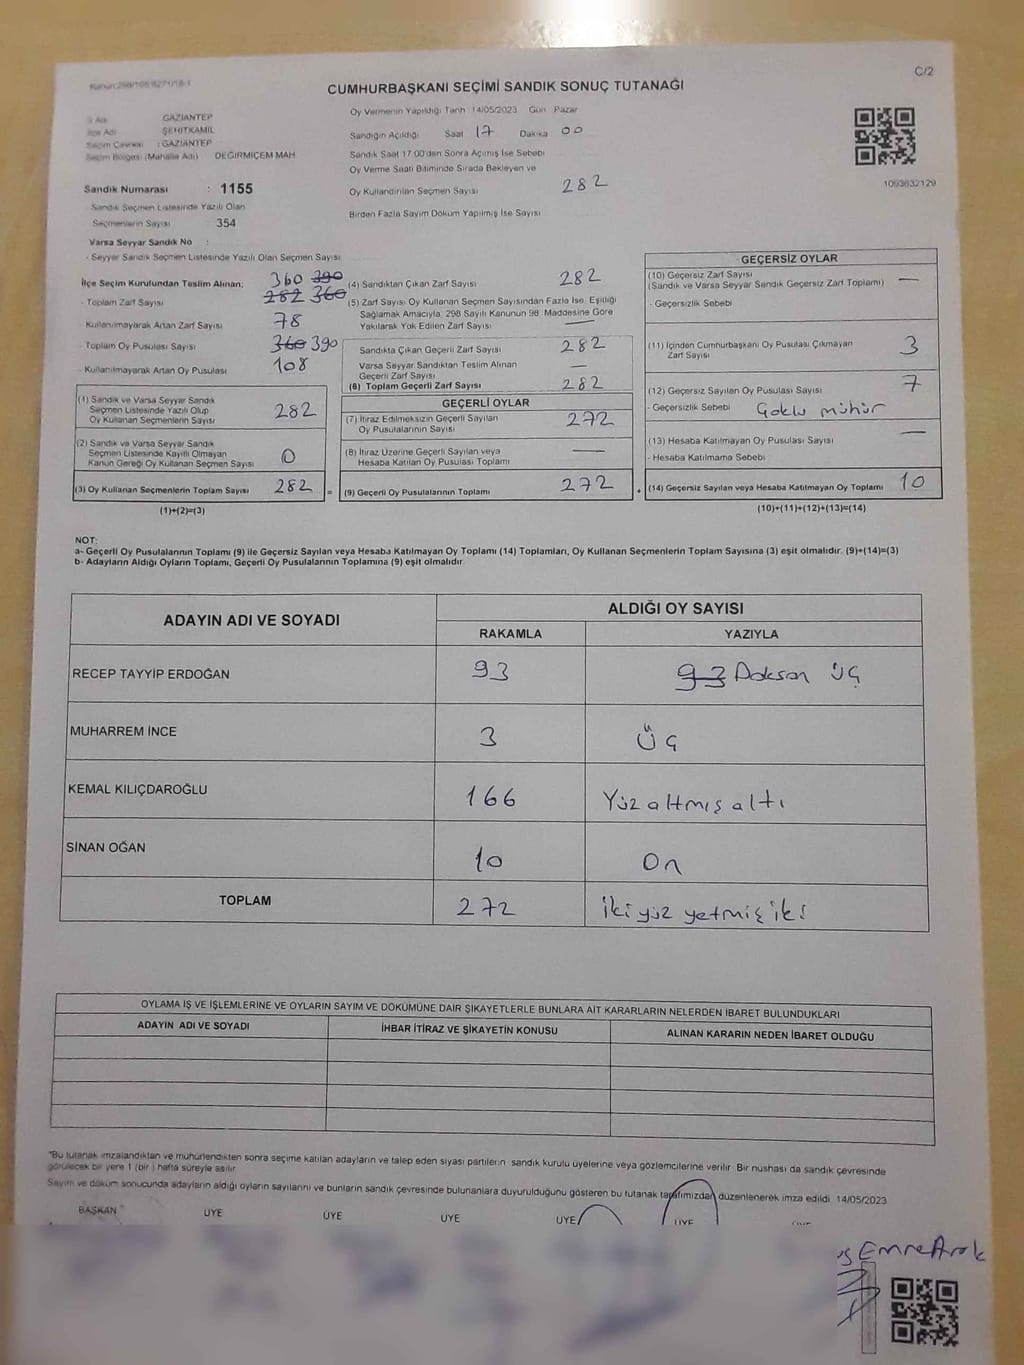 C/2
CUMHURBAŞKANI SEÇİMİ SANDIK SONUÇ TUTANAĞI
İl Adı GAZİANTEP
İlçe Adı ŞEHİTKAMİL
Seçim Çevresi : GAZİANTEP
Seçim Bölgesi (Mahalle Adı) DEĞİRMİÇEM MAH
Sandık Numarası : 1155
Sandık Seçmen Listesinde Yazılı Olan
Seçmenlerin Sayısı 354
Varsa Seyyar Sandık No :
- Seyyar Sandık Seçmen Listesinde Yazılı Olan Seçmen Sayısı
Oy Vermenin Yapıldığı Tarih 14/05/2023 Gün Pazar
Sandığın Açıldığı Saat 17 Dakika 00
Sandık Saat 17:00'den Sonra Açımış İse Sebebi
Oy Verme Saati Bitiminde Sırada Bekleyen ve
Oy Kullandırılan Seçmen Sayısı 282
Birden Fazla Sayım Döküm Yapılmış İse Sayısı
1093632129
İlçe Seçim Kurulundan Teslim Alınan; 360 390
- Toplam Zarf Sayısı 282 360
Kullanılmayarak Artan Zarf Sayısı 78
- Toplam Oy Pusulası Sayısı 360 390
- Kullanılmayarak Artan Oy Pusulası 108
(1) Sandık ve Varsa Seyyar Sandık
Seçmen Listesinde Yazılı Olup
Oy Kullanan Seçmenlerin Sayısı 282
(2) Sandık ve Varsa Seyyar Sandık
Seçmen Listesinde Kayıtlı Olmayan
Kanun Gereği Oy Kullanan Seçmen Sayısı 0
(3) Oy Kullanan Seçmenlerin Toplam Sayısı 282 =
(1)+(2)=(3)
(4) Sandıktan Çıkan Zarf Sayısı 282
(5) Zarf Sayısı Oy Kullanan Seçmen Sayısından Fazla İse, Eşitliği
Sağlamak Amacıyla, 298 Sayılı Kanunun 98. Maddesine Göre
Yakılarak Yok Edilen Zarf Sayısı —
Sandıkta Çıkan Geçerli Zarf Sayısı 282
Varsa Seyyar Sandıktan Teslim Alınan
Geçerli Zarf Sayısı —
(6) Toplam Geçerli Zarf Sayısı 282
GEÇERLİ OYLAR
(7) İtiraz Edilmeksizin Geçerli Sayılan
Oy Pusulalarının Sayısı 272
(8) İtiraz Üzerine Geçerli Sayılan veya
Hesaba Katılan Oy Pusulası Toplamı —
(9) Geçerli Oy Pusulalarının Toplamı 272 +
GEÇERSİZ OYLAR
(10) Geçersiz Zarf Sayısı
(Sandık ve Varsa Seyyar Sandık Geçersiz Zarf Toplamı) —
- Geçersizlik Sebebi
(11) İçinden Cumhurbaşkanı Oy Pusulası Çıkmayan
Zarf Sayısı 3
(12) Geçersiz Sayılan Oy Pusulası Sayısı 7
- Geçersizlik Sebebi Çoklu mühür
(13) Hesaba Katılmayan Oy Pusulası Sayısı —
- Hesaba Katılmama Sebebi
(14) Geçersiz Sayılan veya Hesaba Katılmayan Oy Toplamı 10
(10)+(11)+(12)+(13)=(14)
NOT:
a- Geçerli Oy Pusulalarının Toplamı (9) ile Geçersiz Sayılan veya Hesaba Katılmayan Oy Toplamı (14) Toplamları, Oy Kullanan Seçmenlerin Toplam Sayısına (3) eşit olmalıdır. (9)+(14)=(3)
b- Adayların Aldığı Oyların Toplamı, Geçerli Oy Pusulalarının Toplamına (9) eşit olmalıdır.
ADAYIN ADI VE SOYADI ALDIĞI OY SAYISI
RAKAMLA YAZIYLA
RECEP TAYYİP ERDOĞAN 93 93 Doksan üç
MUHARREM İNCE 3 Üç
KEMAL KILIÇDAROĞLU 166 Yüz altmış altı
SİNAN OĞAN 10 On
TOPLAM 272 İki yüz yetmiş iki
OYLAMA İŞ VE İŞLEMLERİNE VE OYLARIN SAYIM VE DÖKÜMÜNE DAİR ŞİKAYETLERLE BUNLARA AİT KARARLARIN NELERDEN İBARET BULUNDUKLARI
ADAYIN ADI VE SOYADI İHBAR İTİRAZ VE ŞİKAYETİN KONUSU ALINAN KARARIN NEDEN İBARET OLDUĞU
"Bu tutanak imzalandıktan ve mühürlendikten sonra seçime katılan adayların ve talep eden siyasi partilerin sandık kurulu üyelerine veya gözlemcilerine verilir. Bir nushası da sandık çevresinde
görülecek bir yere 1 (bir ) hafta süreyle asılır.
Sayım ve döküm sonucunda adayların aldığı oyların sayılarını ve bunların sandık çevresinde bulunanlara duyurulduğunu gösteren bu tutanak tarafımızdan düzenlenerek imza edildi 14/05/2023
BAŞKAN ÜYE ÜYE ÜYE ÜYE ÜYE ÜYE
Emre